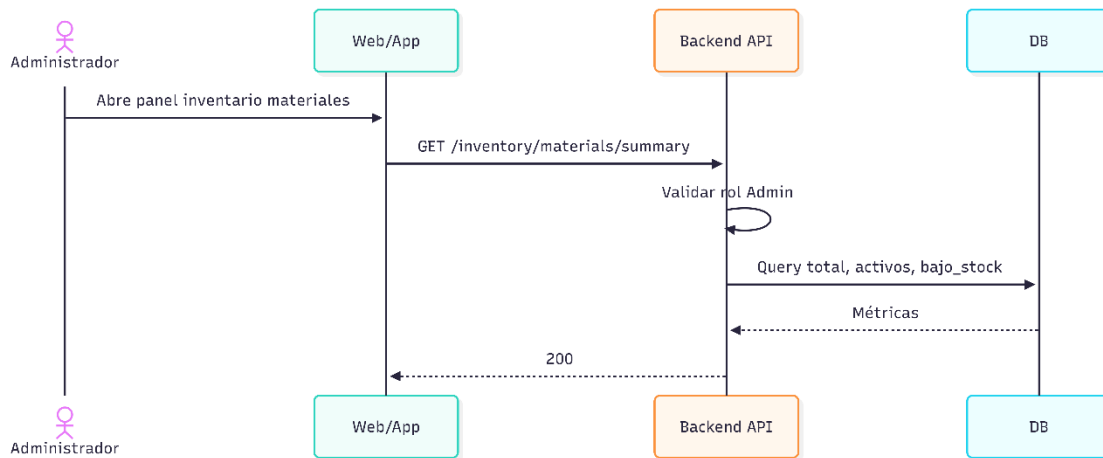 Administrador
Web/App
Backend API
DB
Abre panel inventario materiales
GET /inventory/materials/summary
Validar rol Admin
Query total, activos, bajo_stock
Métricas
200
Administrador
Web/App
Backend API
DB